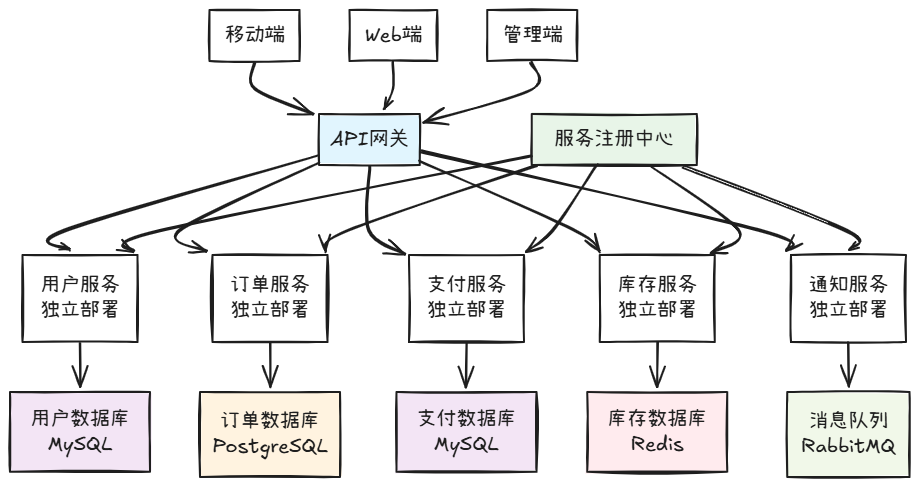 移动端
Web端
管理端
API网关
服务注册中心
用户服务
独立部署
订单服务
独立部署
支付服务
独立部署
库存服务
独立部署
通知服务
独立部署
用户数据库
MySQL
订单数据库
PostgreSQL
支付数据库
MySQL
库存数据库
Redis
消息队列
RabbitMQ